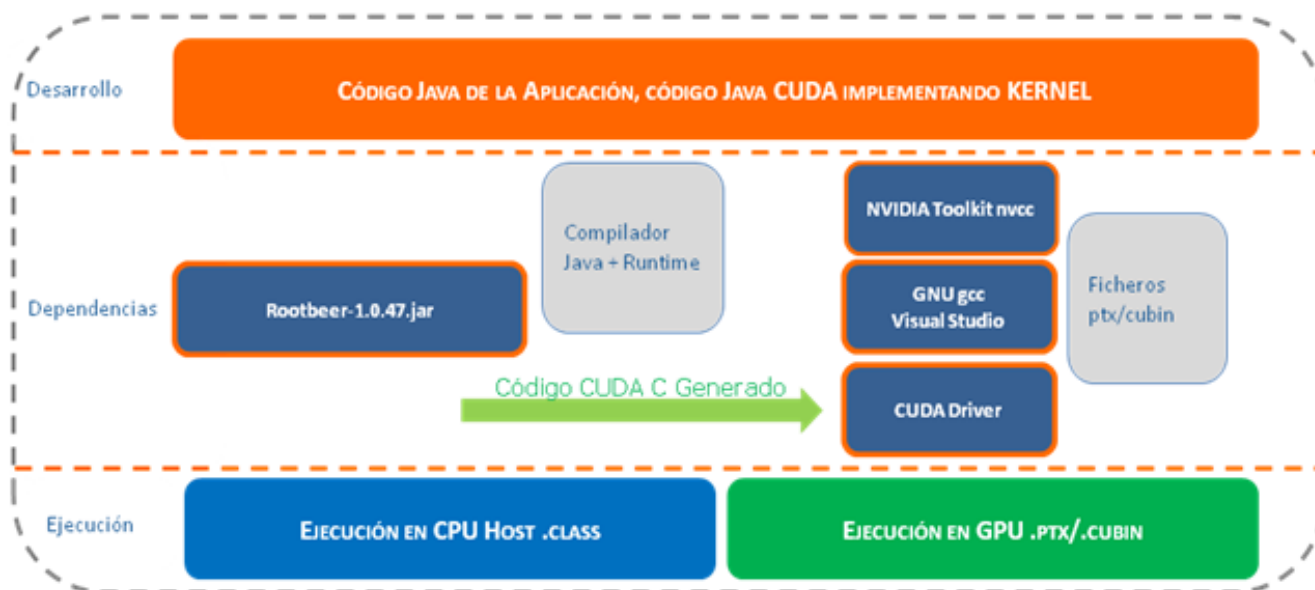 Desarrollo
CÓDIGO JAVA DE LA APLICACIÓN, CÓDIGO JAVA CUDA IMPLEMENTANDO KERNEL
Dependencias
Rootbeer-1.0.47.jar
Compilador
Java + Runtime
NVIDIA Toolkit nvcc
GNU gcc
Visual Studio
CUDA Driver
Ficheros
ptx/cubin
Código CUDA C Generado
Ejecución
EJECUCIÓN EN CPU HOST .CLASS
EJECUCIÓN EN GPU .PTX/.CUBIN